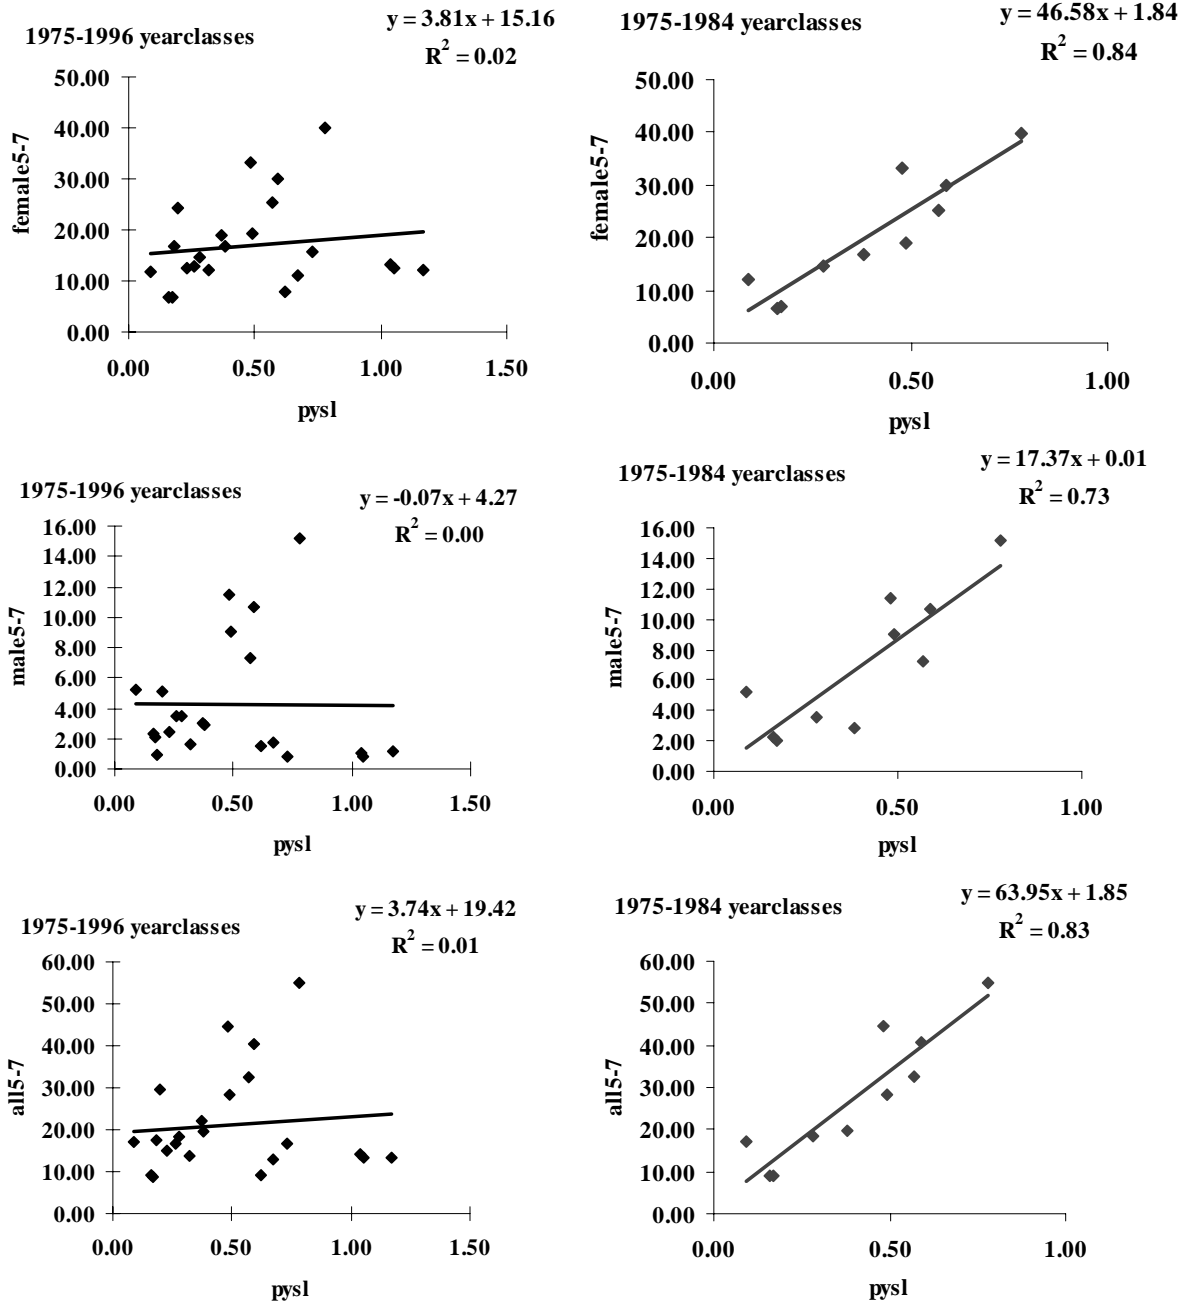 1975-1996 yearclasses
y = 3.81x + 15.16
R² = 0.02
female5-7
50.00
40.00
30.00
20.00
10.00
0.00
0.00 0.50 1.00 1.50
pysl
1975-1984 yearclasses
y = 46.58x + 1.84
R² = 0.84
female5-7
50.00
40.00
30.00
20.00
10.00
0.00
0.00 0.50 1.00
pysl
1975-1996 yearclasses
y = -0.07x + 4.27
R² = 0.00
male5-7
16.00
14.00
12.00
10.00
8.00
6.00
4.00
2.00
0.00
0.00 0.50 1.00 1.50
pysl
1975-1984 yearclasses
y = 17.37x + 0.01
R² = 0.73
male5-7
16.00
14.00
12.00
10.00
8.00
6.00
4.00
2.00
0.00
0.00 0.50 1.00
pysl
1975-1996 yearclasses
y = 3.74x + 19.42
R² = 0.01
all5-7
60.00
50.00
40.00
30.00
20.00
10.00
0.00
0.00 0.50 1.00 1.50
pysl
1975-1984 yearclasses
y = 63.95x + 1.85
R² = 0.83
all5-7
60.00
50.00
40.00
30.00
20.00
10.00
0.00
0.00 0.50 1.00
pysl